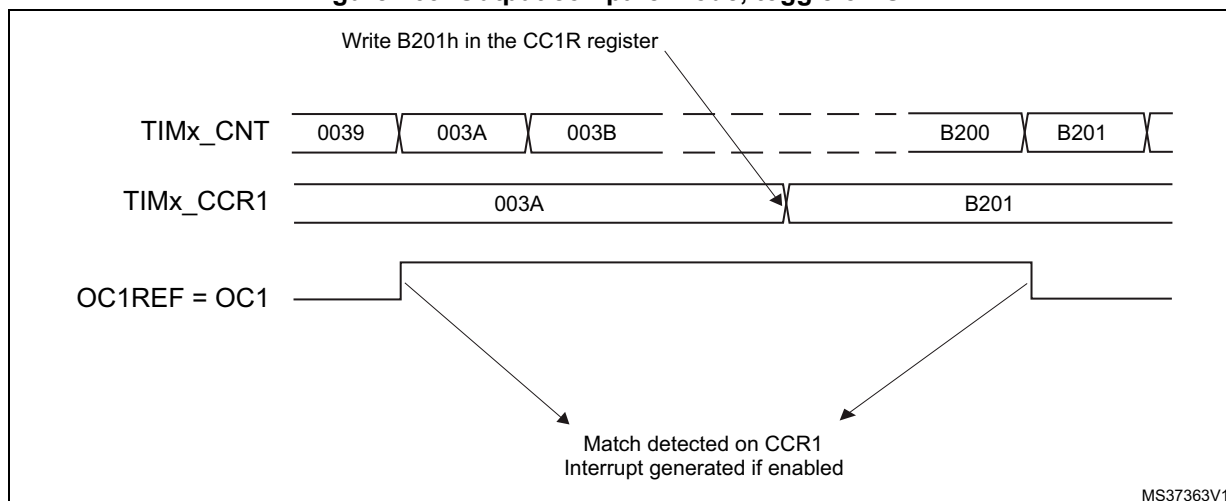 Write B201h in the CC1R register
TIMx_CNT 0039 003A 003B B200 B201
TIMx_CCR1 003A B201
OC1REF = OC1
Match detected on CCR1
Interrupt generated if enabled
MS37363V1